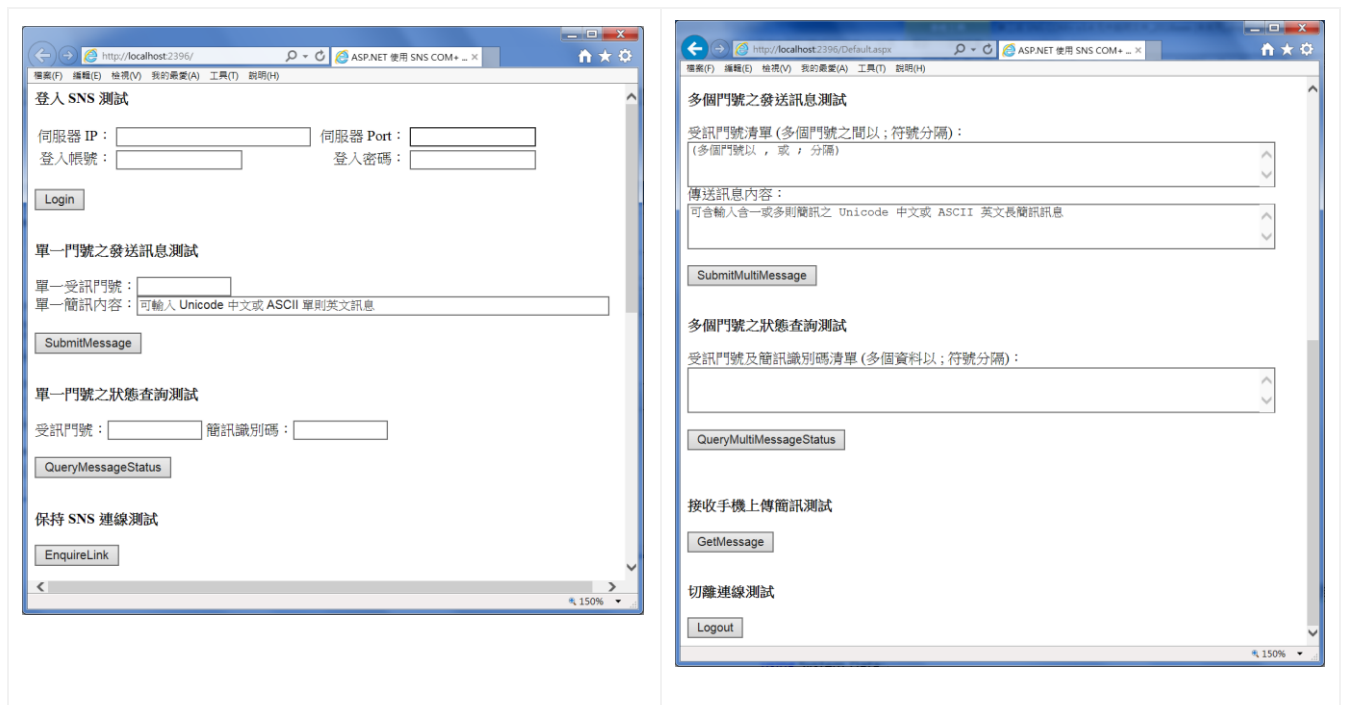 http://localhost:2396/
ASP.NET 使用 SNS COM+ ... ×
檔案(F) 編輯(E) 檢視(V) 我的最愛(A) 工具(T) 說明(H)
登入 SNS 測試
伺服器 IP： 伺服器 Port：
登入帳號： 登入密碼：
Login
單一門號之發送訊息測試
單一受訊門號：
單一簡訊內容：可輸入 Unicode 中文或 ASCII 單則英文訊息
SubmitMessage
單一門號之狀態查詢測試
受訊門號： 簡訊識別碼：
QueryMessageStatus
保持 SNS 連線測試
EnquireLink
150%
http://localhost:2396/Default.aspx
ASP.NET 使用 SNS COM+ ... ×
檔案(F) 編輯(E) 檢視(V) 我的最愛(A) 工具(T) 說明(H)
多個門號之發送訊息測試
受訊門號清單 (多個門號之間以 ; 符號分隔)：
(多個門號以 , 或 ; 分隔)
傳送訊息內容：
可含輸入含一或多則簡訊之 Unicode 中文或 ASCII 英文長簡訊訊息
SubmitMultiMessage
多個門號之狀態查詢測試
受訊門號及簡訊識別碼清單 (多個資料以 ; 符號分隔)：
QueryMultiMessageStatus
接收手機上傳簡訊測試
GetMessage
切離連線測試
Logout
150%